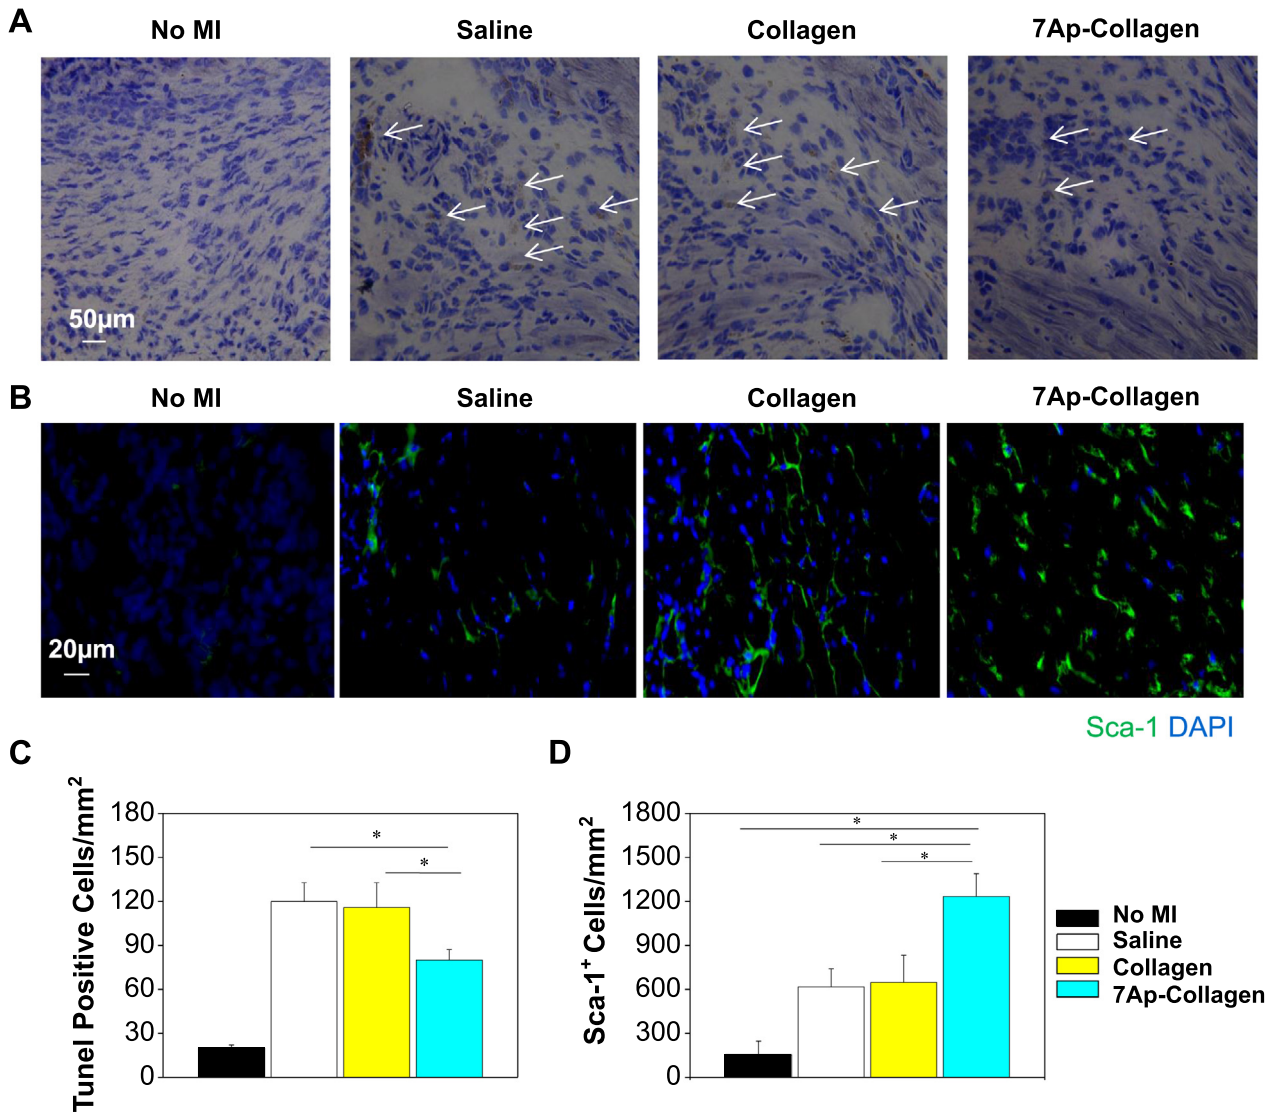 A
No MI Saline Collagen 7Ap-Collagen
50µm
B
No MI Saline Collagen 7Ap-Collagen
20µm
Sca-1 DAPI
C
Tunel Positive Cells/mm²
180
150
120
90
60
30
0
*
*
D
Sca-1⁺ Cells/mm²
1800
1500
1200
900
600
300
0
*
*
*
No MI
Saline
Collagen
7Ap-Collagen